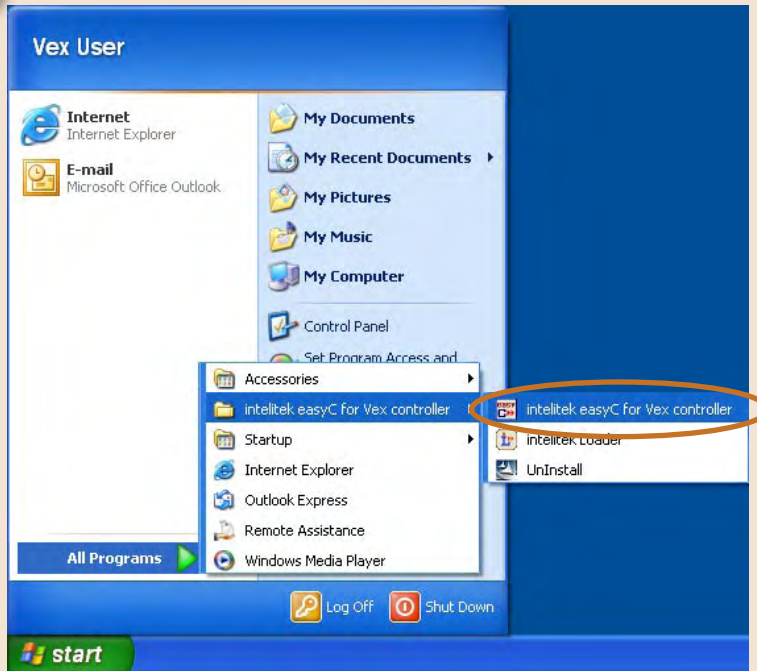 Vex User
Internet
Internet Explorer
E-mail
Microsoft Office Outlook
My Documents
My Recent Documents
My Pictures
My Music
My Computer
Control Panel
Set Program Access and
Accessories
intelitek easyC for Vex controller
Startup
Internet Explorer
Outlook Express
Remote Assistance
Windows Media Player
intelitek easyC for Vex controller
intelitek Loader
UnInstall
All Programs
Log Off
Shut Down
start